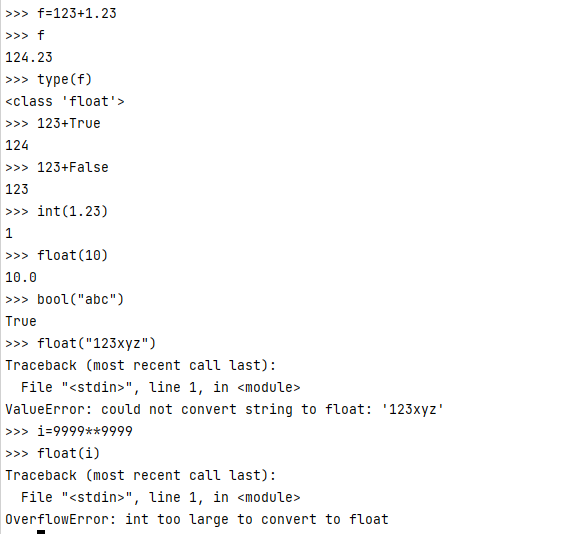 >>> f=123+1.23
>>> f
124.23
>>> type(f)
<class 'float'>
>>> 123+True
124
>>> 123+False
123
>>> int(1.23)
1
>>> float(10)
10.0
>>> bool("abc")
True
>>> float("123xyz")
Traceback (most recent call last):
  File "<stdin>", line 1, in <module>
ValueError: could not convert string to float: '123xyz'
>>> i=9999**9999
>>> float(i)
Traceback (most recent call last):
  File "<stdin>", line 1, in <module>
OverflowError: int too large to convert to float